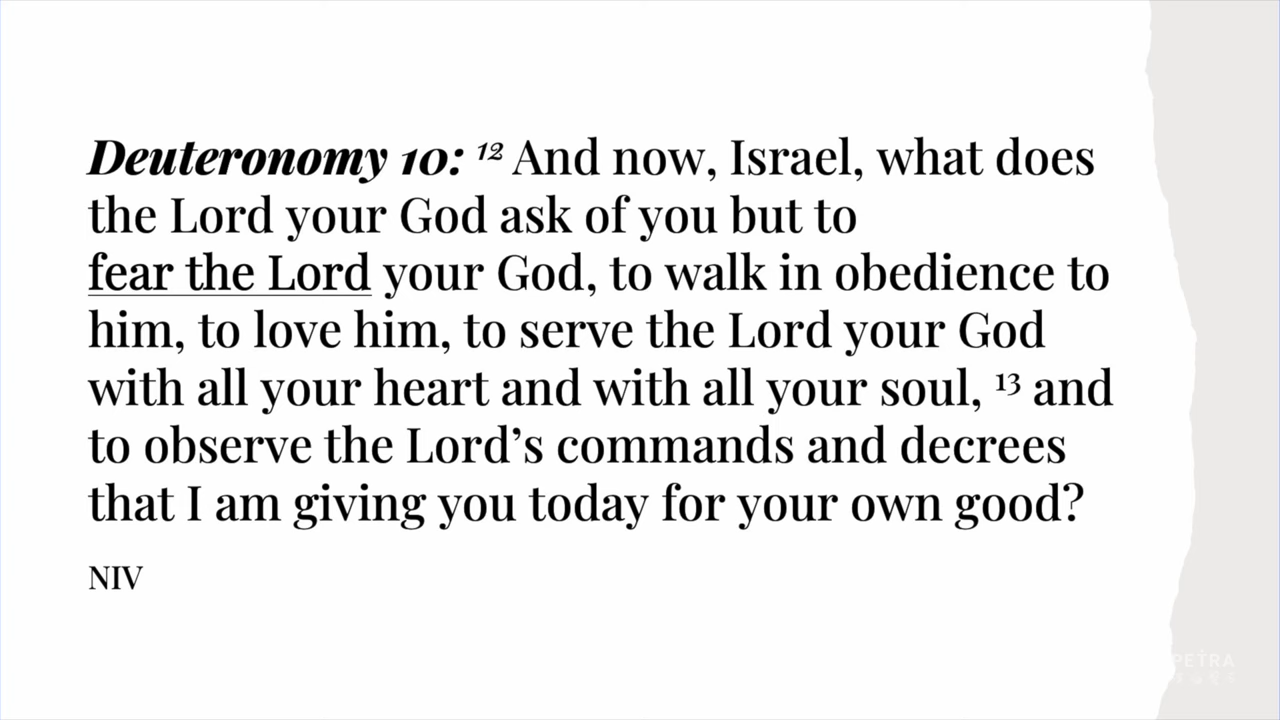 Deuteronomy 10: 12 And now, Israel, what does
the Lord your God ask of you but to
fear the Lord your God, to walk in obedience to
him, to love him, to serve the Lord your God
with all your heart and with all your soul, 13 and
to observe the Lord’s commands and decrees
that I am giving you today for your own good?
NIV
PETRA